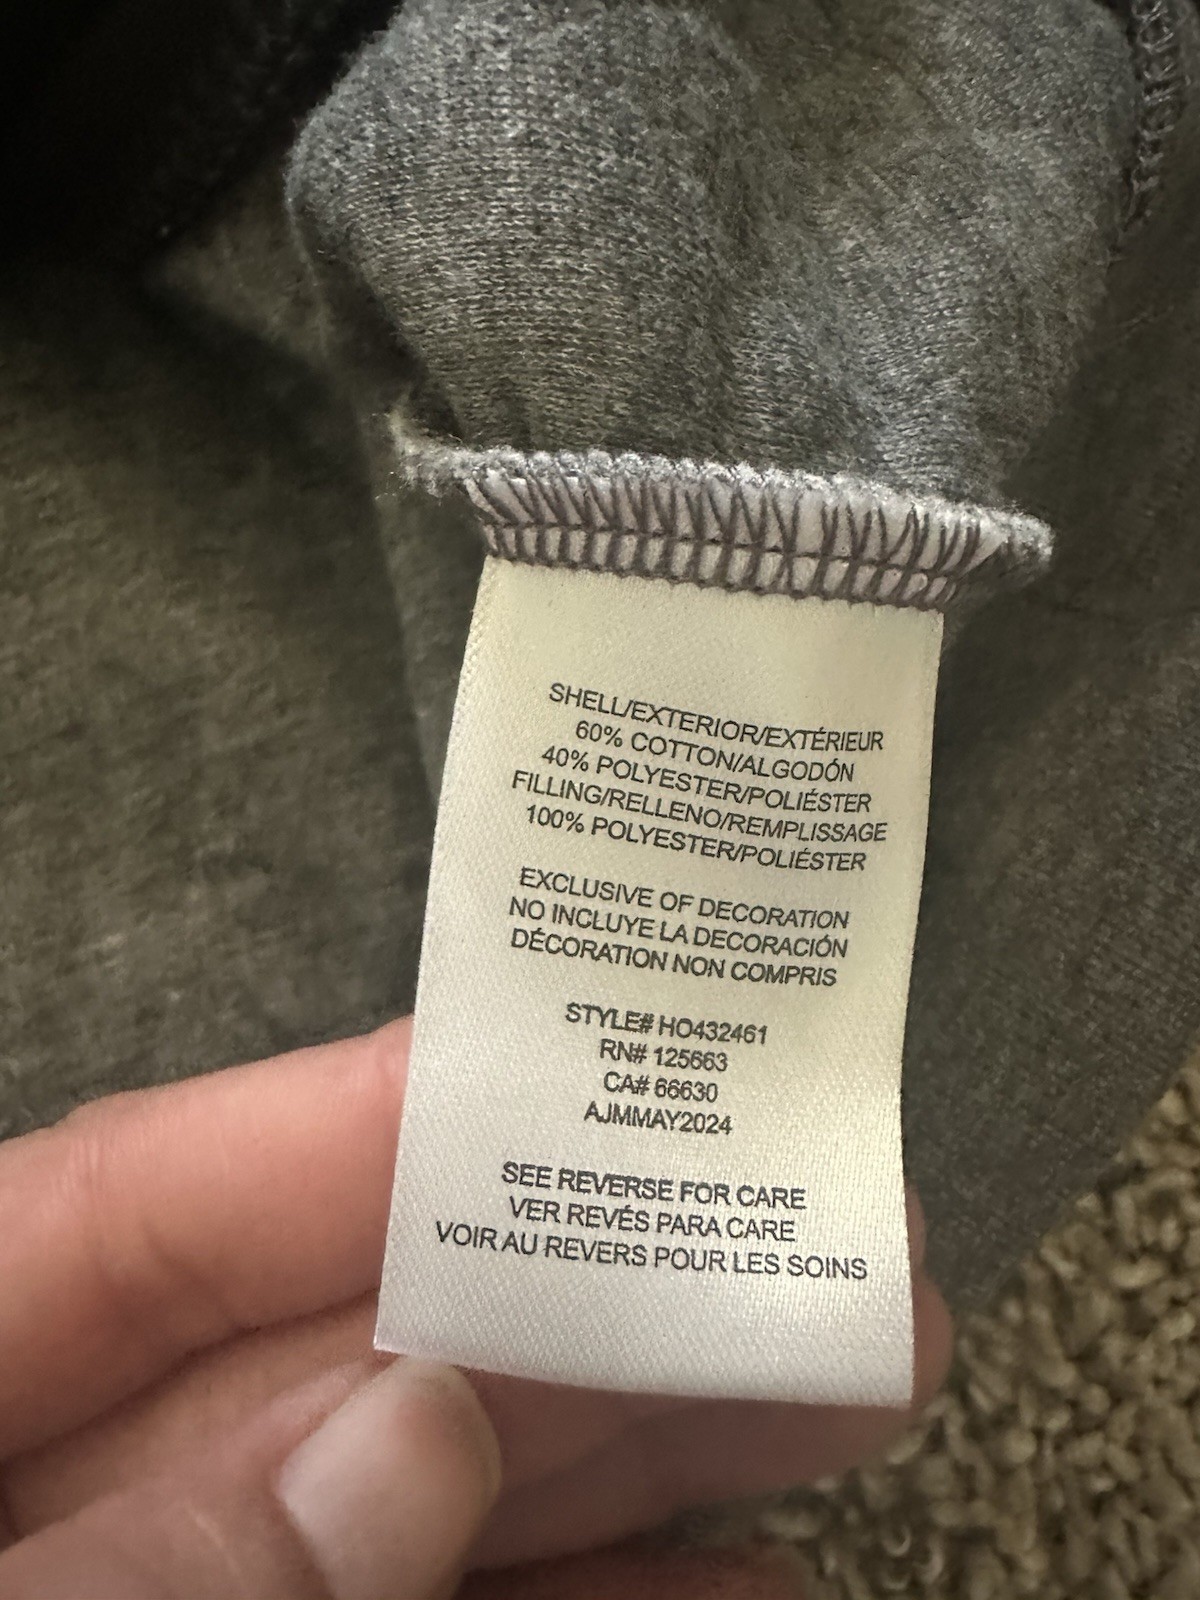 SHELL/EXTERIOR/EXTÉRIEUR
60% COTTON/ALGODÓN
40% POLYESTER/POLIÉSTER
FILLING/RELLENO/REMPLISSAGE
100% POLYESTER/POLIÉSTER
EXCLUSIVE OF DECORATION
NO INCLUYE LA DECORACIÓN
DÉCORATION NON COMPRIS
STYLE# HO432461
RN# 125663
CA# 66630
AJMMAY2024
SEE REVERSE FOR CARE
VER REVÉS PARA CARE
VOIR AU REVERS POUR LES SOINS